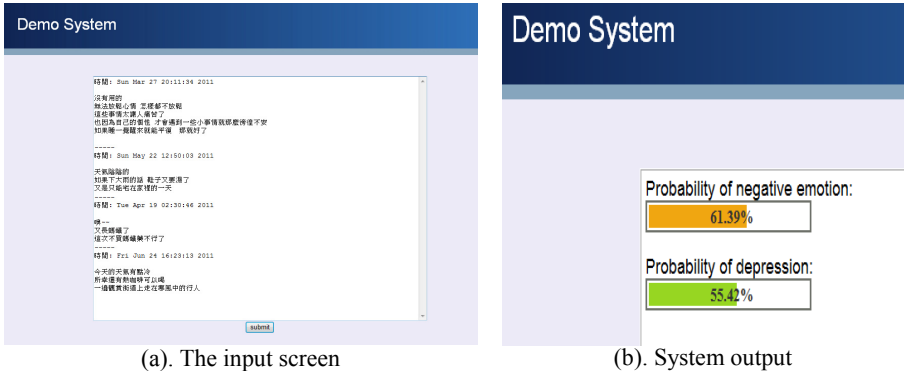 Demo System
時間: Sun Mar 27 20:11:34 2011
沒有用的
無法放鬆心情 怎樣都不放鬆
這些事情太讓人痛苦了
也因為自己的個性 才會遇到一些小事情就那麼徬徨不安
如果睡一覺醒來就能平復 那就好了
-----
時間: Sun May 22 12:50:03 2011
天氣陰陰的
如果下大雨的話 鞋子又要濕了
又是只能宅在家裡的一天
-----
時間: Tue Apr 19 02:30:46 2011
噢~~
又長螞蟻了
這次不買螞蟻藥不行了
-----
時間: Fri Jun 24 16:23:13 2011
今天的天氣有點冷
所幸還有熱咖啡可以喝
一邊觀賞街道上走在寒風中的行人
submit
(a). The input screen
Demo System
Probability of negative emotion:
61.39%
Probability of depression:
55.42%
(b). System output